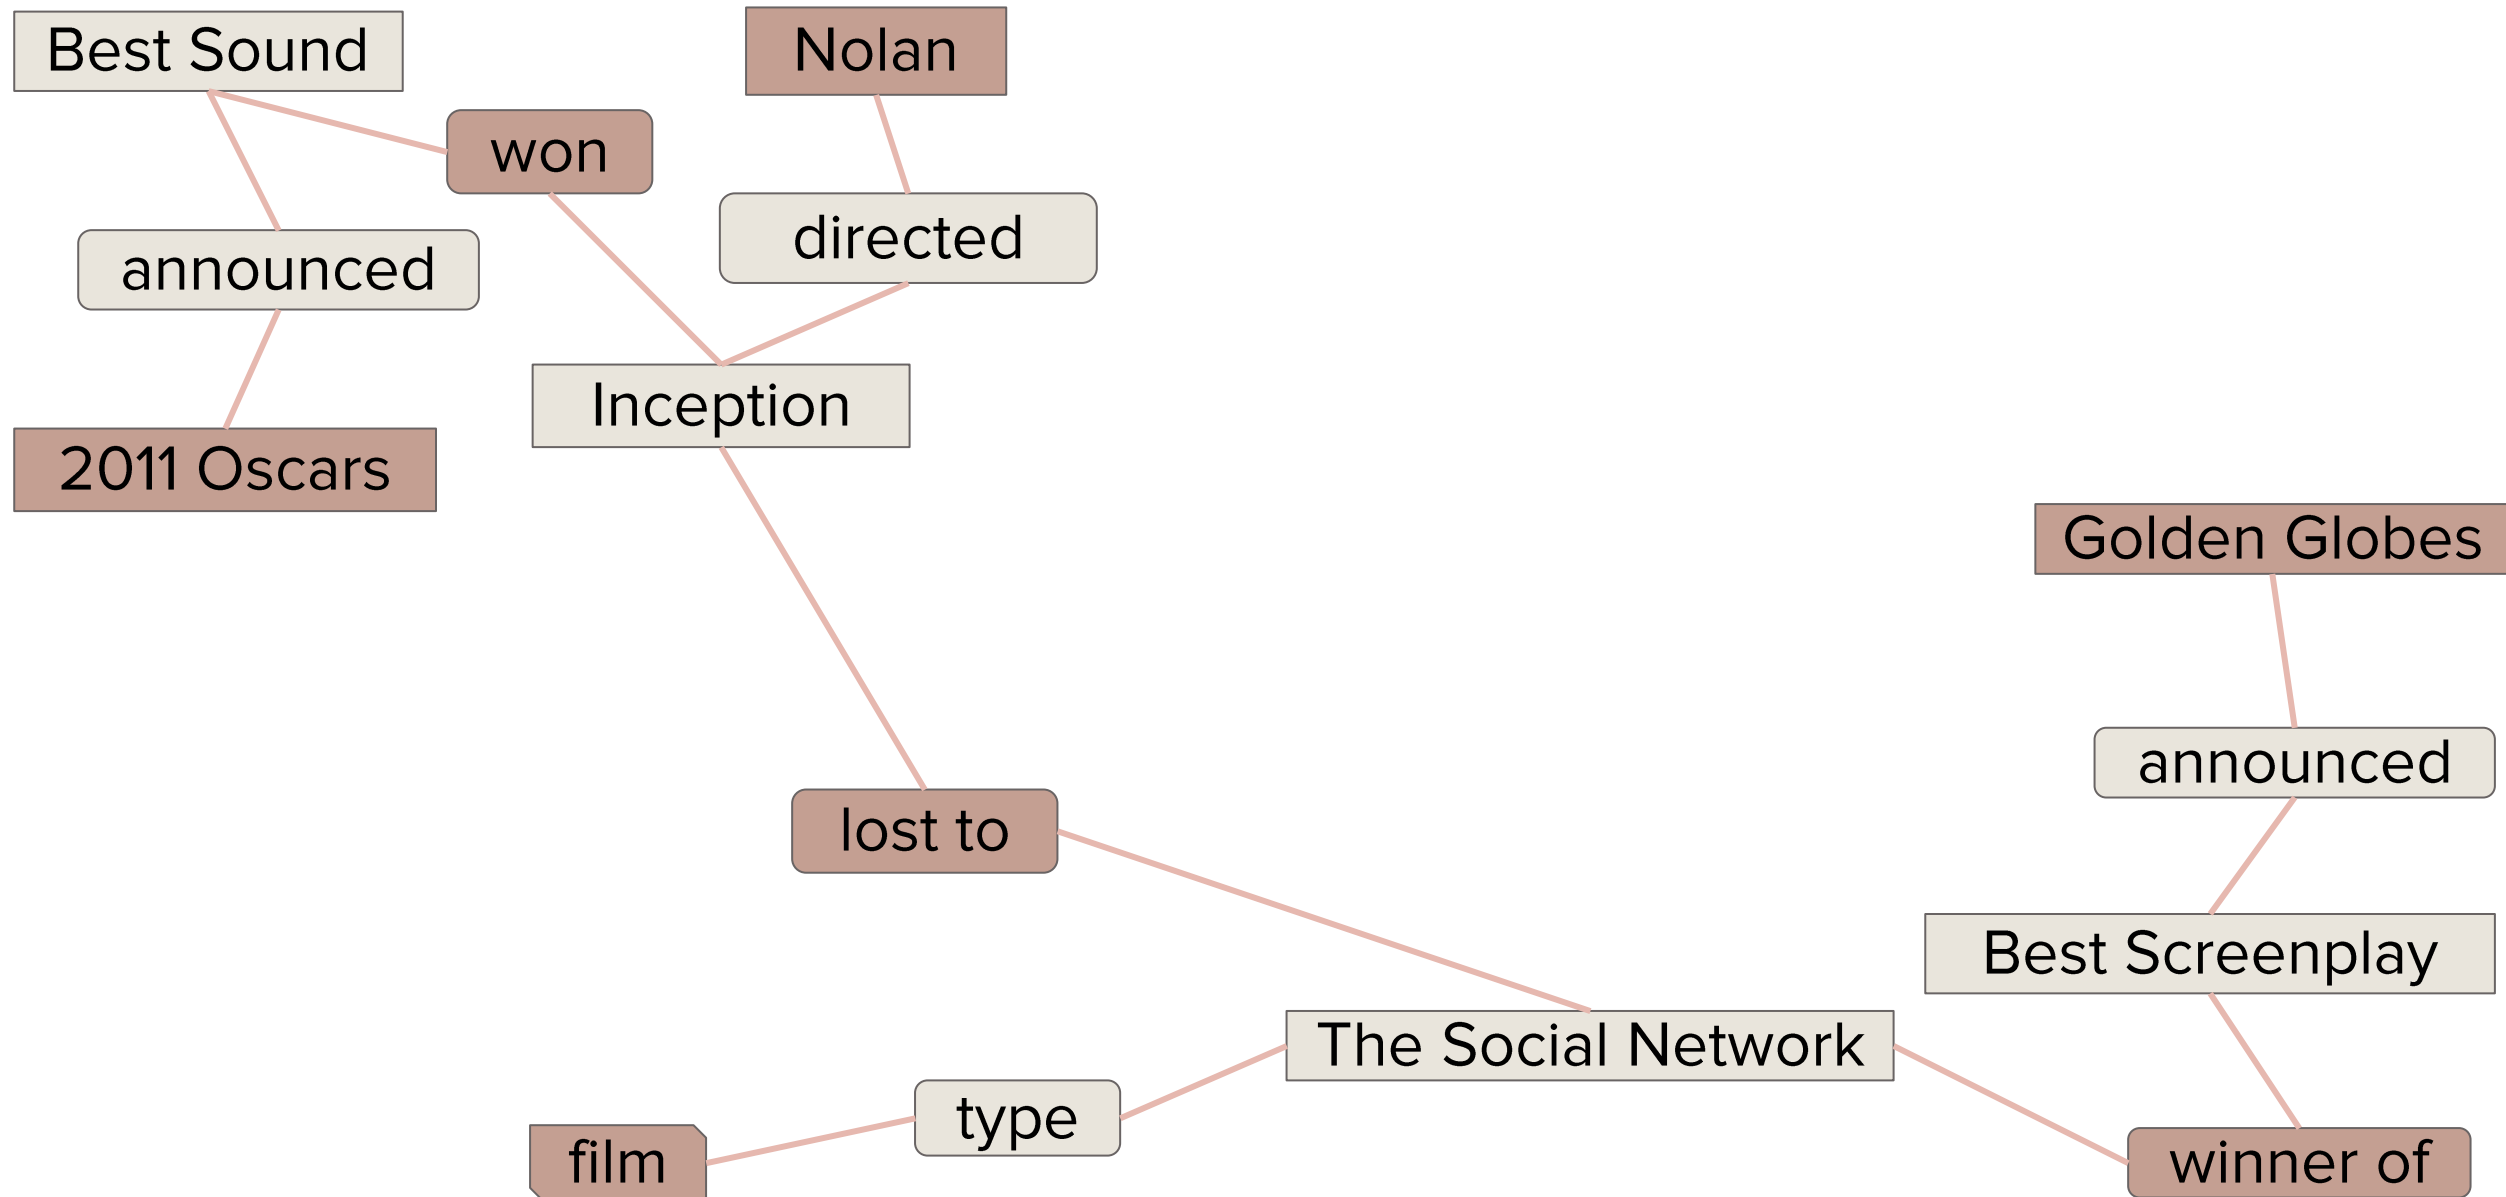 Best Sound
Nolan
won
directed
announced
Inception
2011 Oscars
Golden Globes
announced
lost to
Best Screenplay
The Social Network
type
film
winner of